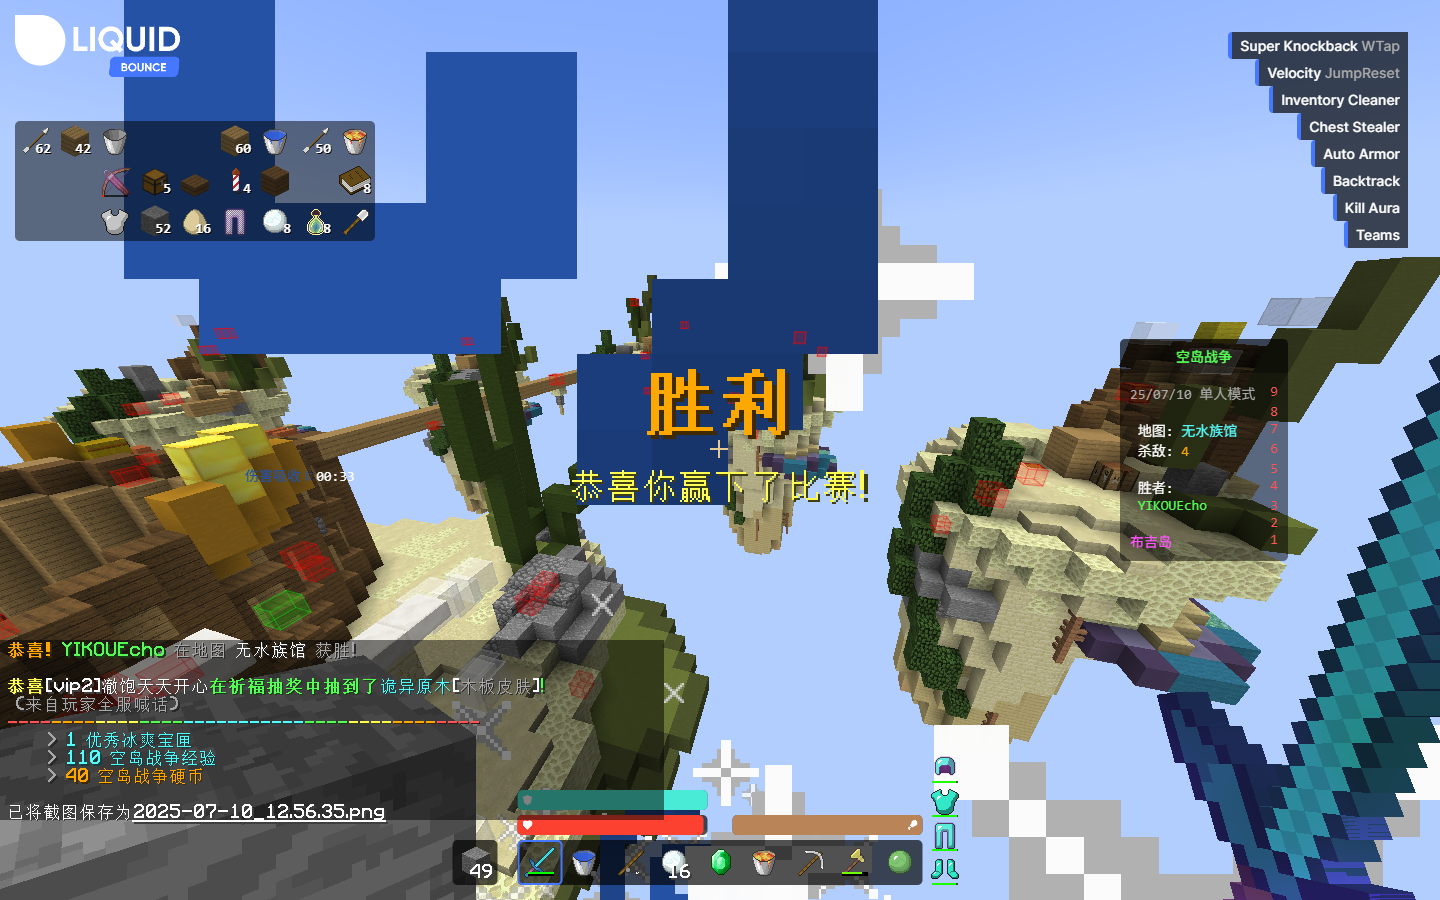 LIQUID
BOUNCE
Super Knockback WTap
Velocity JumpReset
Inventory Cleaner
Chest Stealer
Auto Armor
Backtrack
Kill Aura
Teams
62 42 60 50
5 4 8
52 16 8 8
胜利
恭喜你赢下了比赛!
00:33
空岛战争
25/07/10 单人模式
地图: 无水族馆
杀敌: 4
胜者:
YIKOUEcho
布吉岛
9
8
7
6
5
4
3
2
1
恭喜! YIKOUEcho 在地图 无水族馆 获胜!
恭喜[vip2]澈饱天天开心在祈福抽奖中抽到了诡异原木[木板皮肤]!
(来自玩家全服喊话)
> 1 优秀冰爽宝匣
> 110 空岛战争经验
> 40 空岛战争硬币
已将截图保存为2025-07-10_12.56.35.png
49 16